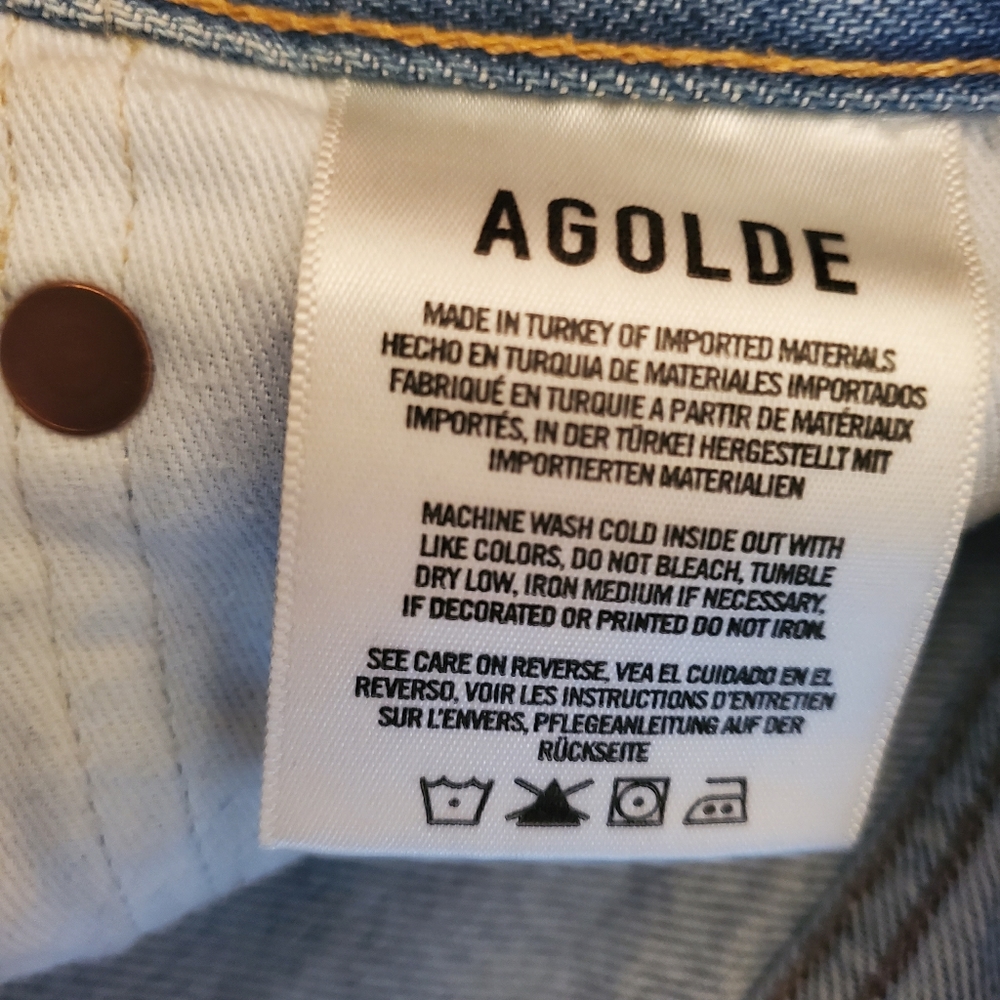 AGOLDE
MADE IN TURKEY OF IMPORTED MATERIALS
HECHO EN TURQUIA DE MATERIALES IMPORTADOS
FABRIQUÉ EN TURQUIE A PARTIR DE MATÉRIAUX
IMPORTÉS, IN DER TÜRKEI HERGESTELLT MIT
IMPORTIERTEN MATERIALIEN
MACHINE WASH COLD INSIDE OUT WITH
LIKE COLORS, DO NOT BLEACH, TUMBLE
DRY LOW, IRON MEDIUM IF NECESSARY,
IF DECORATED OR PRINTED DO NOT IRON.
SEE CARE ON REVERSE, VEA EL CUIDADO EN EL
REVERSO, VOIR LES INSTRUCTIONS D'ENTRETIEN
SUR L'ENVERS, PFLEGEANLEITUNG AUF DER
RÜCKSEITE